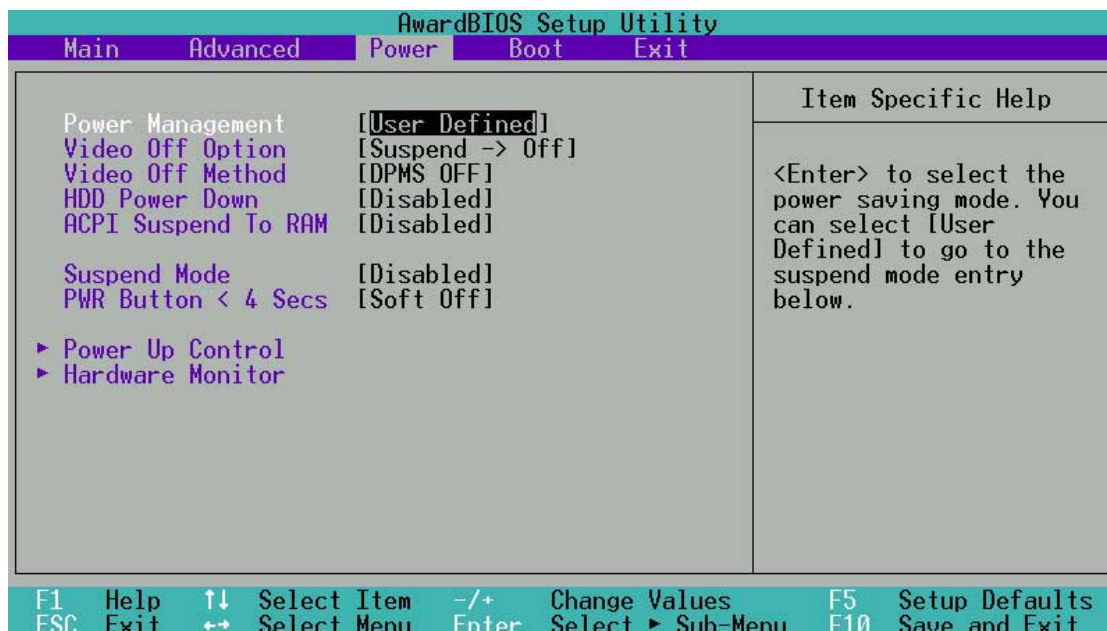 AwardBIOS Setup Utility
Main Advanced Power Boot Exit
Power Management [User Defined]
Video Off Option [Suspend -> Off]
Video Off Method [DPMS OFF]
HDD Power Down [Disabled]
ACPI Suspend To RAM [Disabled]
Suspend Mode [Disabled]
PWR Button < 4 Secs [Soft Off]
► Power Up Control
► Hardware Monitor
Item Specific Help
<Enter> to select the
power saving mode. You
can select [User
Defined] to go to the
suspend mode entry
below.
F1 Help ↑↓ Select Item -/+ Change Values F5 Setup Defaults
ESC Exit ←→ Select Menu Enter Select ► Sub-Menu F10 Save and Exit